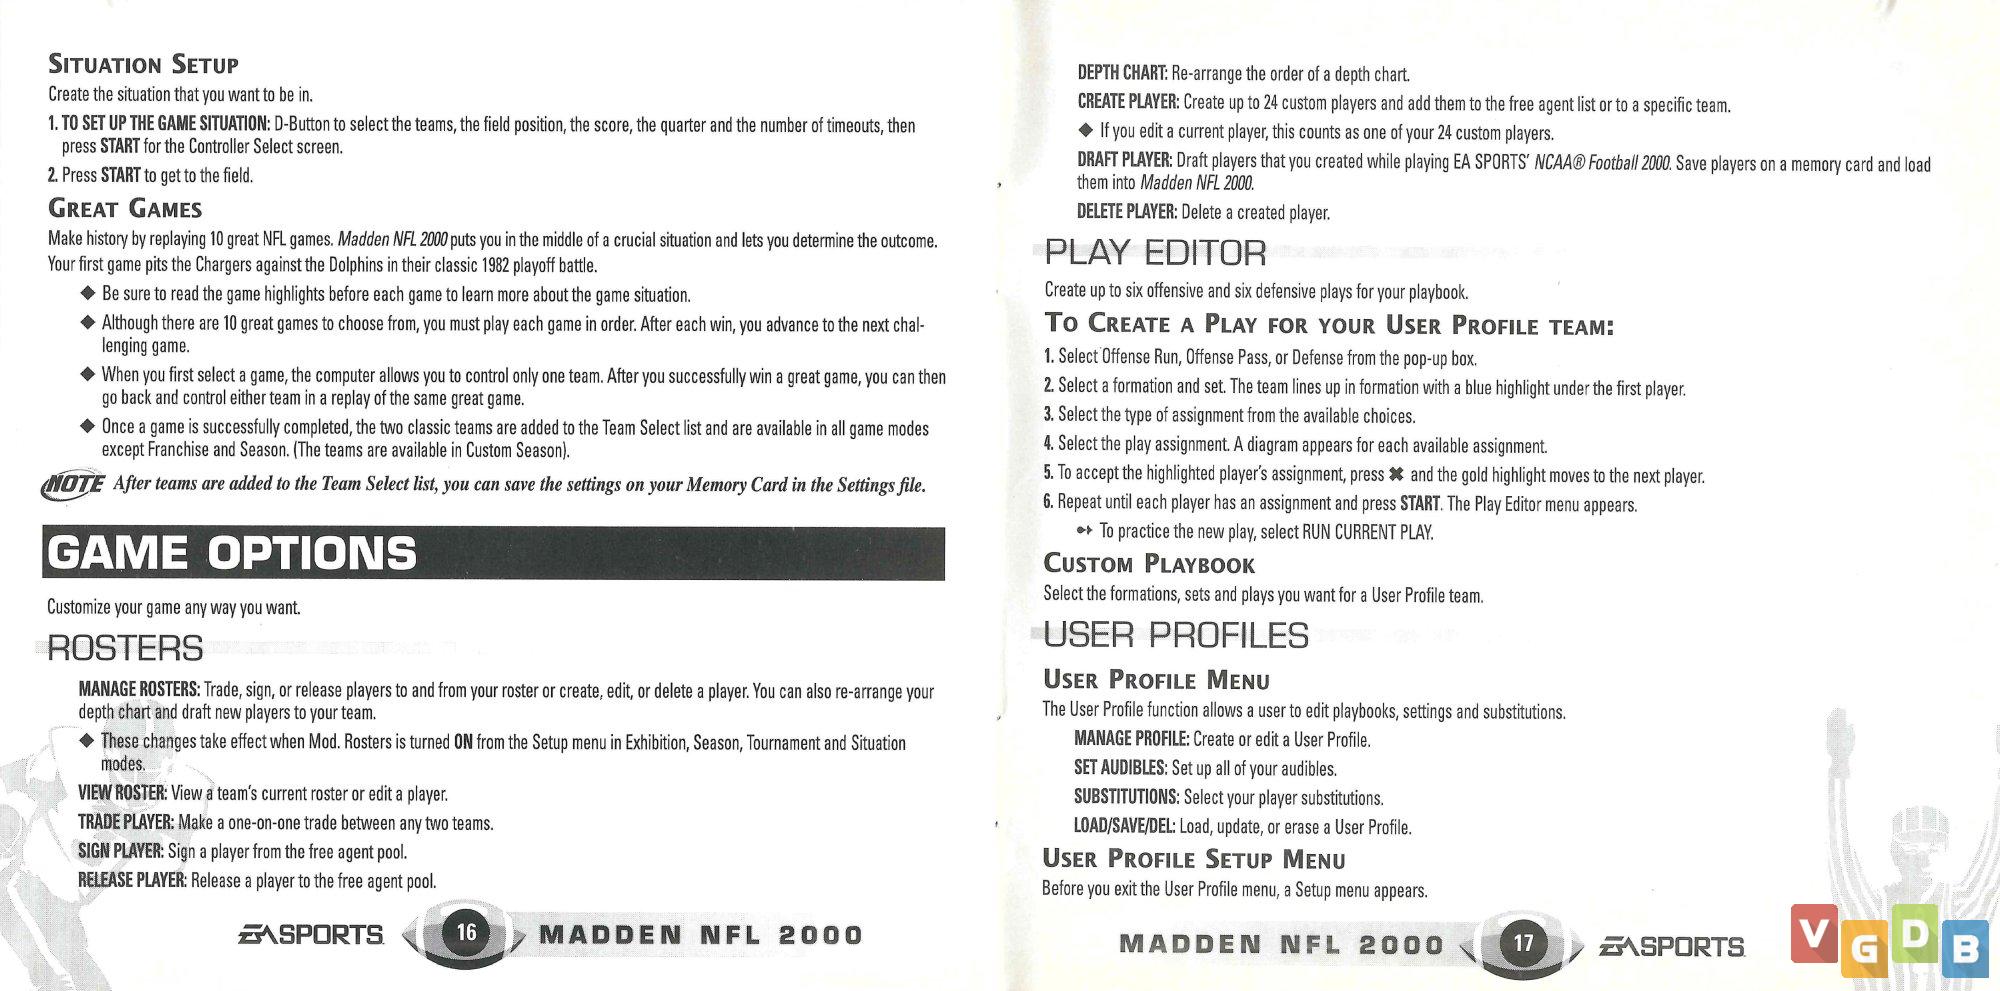 SITUATION SETUP
Create the situation that you want to be in.
1. TO SET UP THE GAME SITUATION: D-Button to select the teams, the field position, the score, the quarter and the number of timeouts, then
press START for the Controller Select screen.
2. Press START to get to the field.
GREAT GAMES
Make history by replaying 10 great NFL games. Madden NFL 2000 puts you in the middle of a crucial situation and lets you determine the outcome.
Your first game pits the Chargers against the Dolphins in their classic 1982 playoff battle.
◆ Be sure to read the game highlights before each game to learn more about the game situation.
◆ Although there are 10 great games to choose from, you must play each game in order. After each win, you advance to the next chal-
lenging game.
◆ When you first select a game, the computer allows you to control only one team. After you successfully win a great game, you can then
go back and control either team in a replay of the same great game.
◆ Once a game is successfully completed, the two classic teams are added to the Team Select list and are available in all game modes
except Franchise and Season. (The teams are available in Custom Season).
NOTE After teams are added to the Team Select list, you can save the settings on your Memory Card in the Settings file.
GAME OPTIONS
Customize your game any way you want.
ROSTERS
MANAGE ROSTERS: Trade, sign, or release players to and from your roster or create, edit, or delete a player. You can also re-arrange your
depth chart and draft new players to your team.
◆ These changes take effect when Mod. Rosters is turned ON from the Setup menu in Exhibition, Season, Tournament and Situation
modes.
VIEW ROSTER: View a team's current roster or edit a player.
TRADE PLAYER: Make a one-on-one trade between any two teams.
SIGN PLAYER: Sign a player from the free agent pool.
RELEASE PLAYER: Release a player to the free agent pool.
EA SPORTS 16 MADDEN NFL 2000
DEPTH CHART: Re-arrange the order of a depth chart.
CREATE PLAYER: Create up to 24 custom players and add them to the free agent list or to a specific team.
◆ If you edit a current player, this counts as one of your 24 custom players.
DRAFT PLAYER: Draft players that you created while playing EA SPORTS' NCAA® Football 2000. Save players on a memory card and load
them into Madden NFL 2000.
DELETE PLAYER: Delete a created player.
PLAY EDITOR
Create up to six offensive and six defensive plays for your playbook.
TO CREATE A PLAY FOR YOUR USER PROFILE TEAM:
1. Select Offense Run, Offense Pass, or Defense from the pop-up box.
2. Select a formation and set. The team lines up in formation with a blue highlight under the first player.
3. Select the type of assignment from the available choices.
4. Select the play assignment. A diagram appears for each available assignment.
5. To accept the highlighted player's assignment, press ✖ and the gold highlight moves to the next player.
6. Repeat until each player has an assignment and press START. The Play Editor menu appears.
➻ To practice the new play, select RUN CURRENT PLAY.
CUSTOM PLAYBOOK
Select the formations, sets and plays you want for a User Profile team.
USER PROFILES
USER PROFILE MENU
The User Profile function allows a user to edit playbooks, settings and substitutions.
MANAGE PROFILE: Create or edit a User Profile.
SET AUDIBLES: Set up all of your audibles.
SUBSTITUTIONS: Select your player substitutions.
LOAD/SAVE/DEL: Load, update, or erase a User Profile.
USER PROFILE SETUP MENU
Before you exit the User Profile menu, a Setup menu appears.
MADDEN NFL 2000 17 EA SPORTS
VGDB